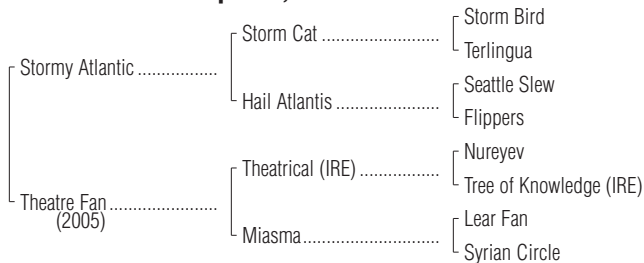 Storm Bird
Storm Cat ..............................
Terlingua
Stormy Atlantic ....................
Seattle Slew
Hail Atlantis ..........................
Flippers
Nureyev
Theatrical (IRE) ....................
Tree of Knowledge (IRE)
Theatre Fan ...........................
(2005)
Lear Fan
Miasma ..................................
Syrian Circle